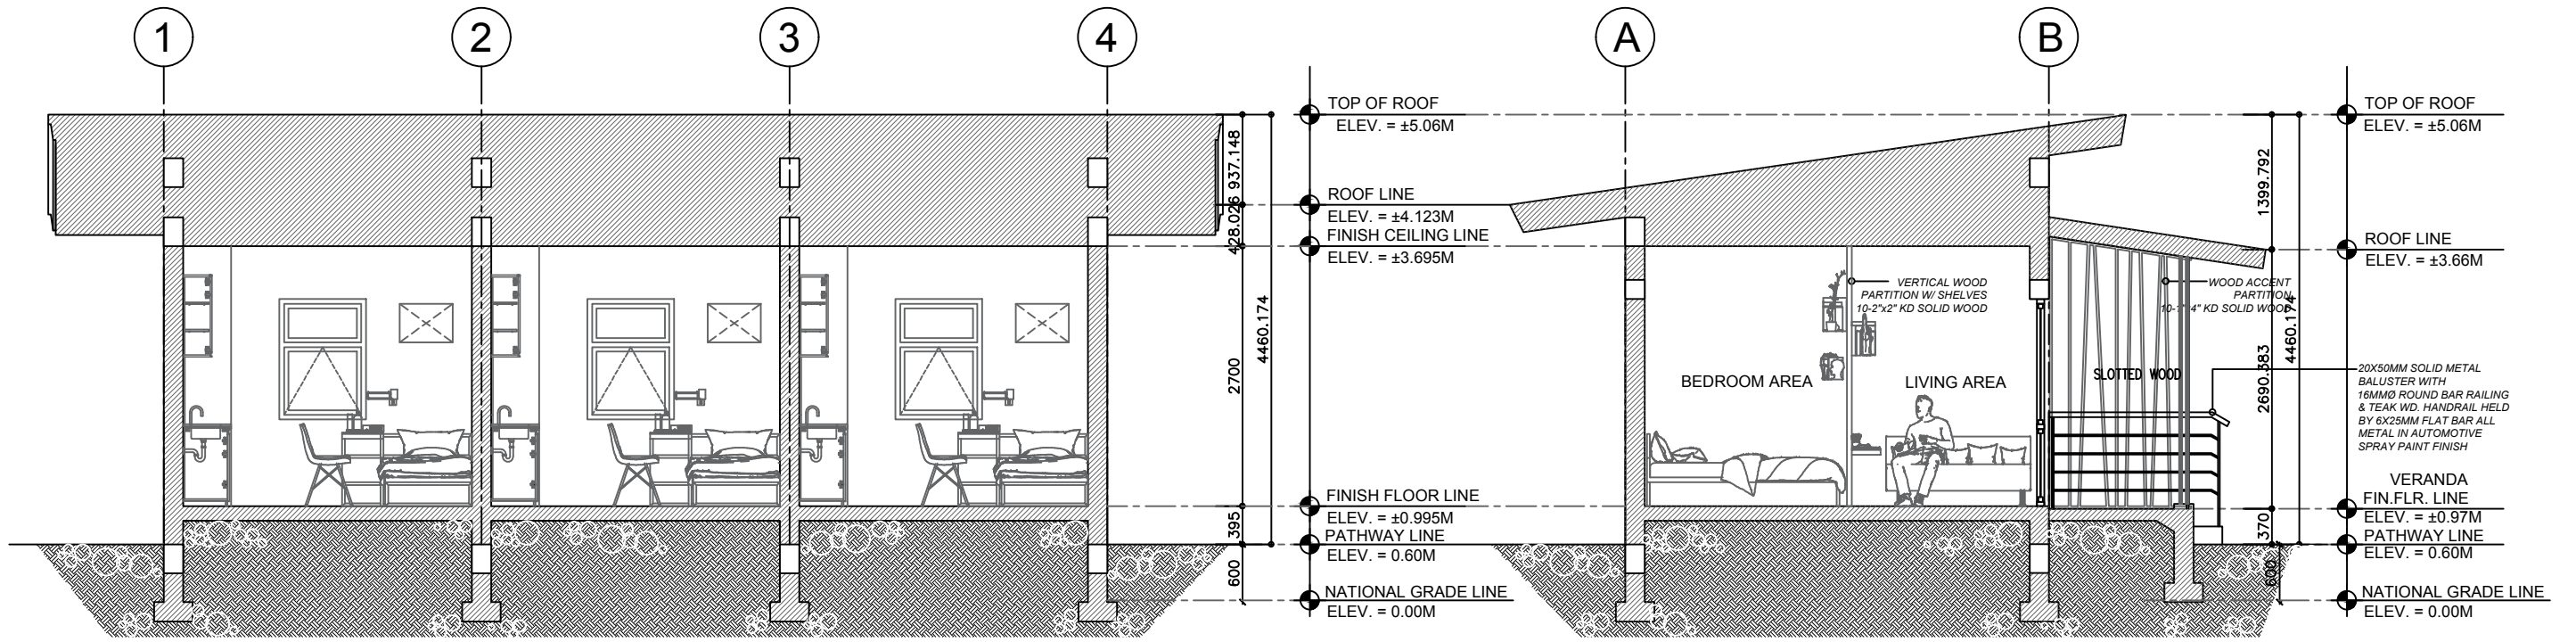 1
2
3
4
A
B
TOP OF ROOF
ELEV. = ±5.06M
ROOF LINE
ELEV. = ±4.123M
FINISH CEILING LINE
ELEV. = ±3.695M
FINISH FLOOR LINE
ELEV. = ±0.995M
PATHWAY LINE
ELEV. = 0.60M
NATIONAL GRADE LINE
ELEV. = 0.00M
937.148
428.026
2700
395
600
4460.174
VERTICAL WOOD
PARTITION W/ SHELVES
10-2"x2" KD SOLID WOOD
BEDROOM AREA
LIVING AREA
WOOD ACCENT
PARTITION
KD SOLID WOOD
SLOTTED WOOD
1399.792
2690.383
370
600
4460.174
TOP OF ROOF
ELEV. = ±5.06M
ROOF LINE
ELEV. = ±3.66M
20X50MM SOLID METAL
BALUSTER WITH
16MMØ ROUND BAR RAILING
& TEAK WD. HANDRAIL HELD
BY 6X25MM FLAT BAR ALL
METAL IN AUTOMOTIVE
SPRAY PAINT FINISH
VERANDA
FIN.FLR. LINE
ELEV. = ±0.97M
PATHWAY LINE
ELEV. = 0.60M
NATIONAL GRADE LINE
ELEV. = 0.00M